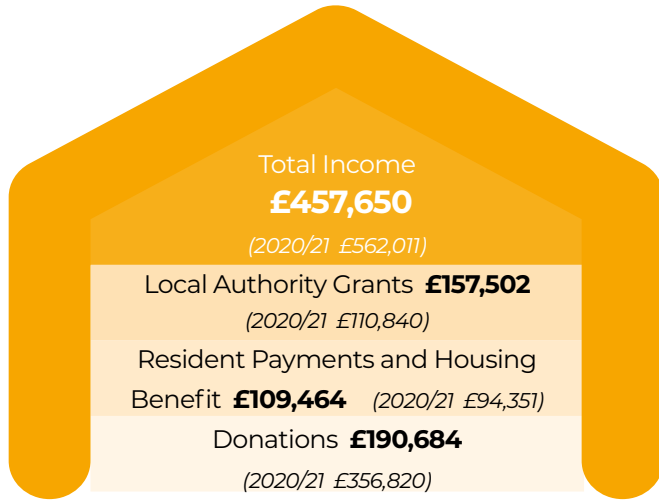 Total Income
£457,650
(2020/21 £562,011)
Local Authority Grants £157,502
(2020/21 £110,840)
Resident Payments and Housing
Benefit £109,464 (2020/21 £94,351)
Donations £190,684
(2020/21 £356,820)